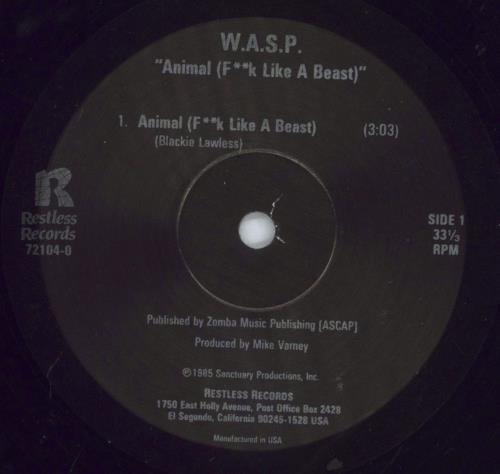 W.A.S.P.
"Animal (F**k Like A Beast)"
1. Animal (F**k Like A Beast) (3:03)
(Blackie Lawless)
R
Restless
Records
72104-0
SIDE 1
33⅓
RPM
Published by Zomba Music Publishing [ASCAP]
Produced by Mike Varney
℗©1985 Sanctuary Productions, Inc.
RESTLESS RECORDS
1750 East Holly Avenue, Post Office Box 2428
El Segundo, California 90245-1528 USA
Manufactured in USA